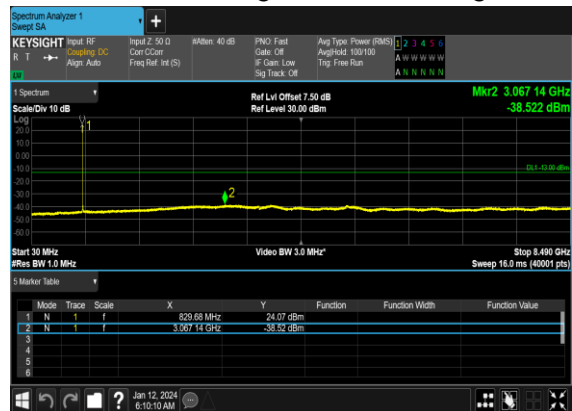 Spectrum Analyzer 1
Swept SA
KEYSIGHT Input: RF Input Z: 50 Ω #Atten: 40 dB PNO: Fast Avg Type: Power (RMS) 1 2 3 4 5 6
R T Coupling: DC Corr CCorr Gate: Off Avg|Hold: 100/100 A W W W W W
Align: Auto Freq Ref: Int (S) IF Gain: Low Trig: Free Run
LXI Sig Track: Off A N N N N N
1 Spectrum Ref Lvl Offset 7.50 dB Mkr2 3.067 14 GHz
Scale/Div 10 dB Ref Level 30.00 dBm -38.522 dBm
Log
20.0
10.0
0.00
-10.0
-20.0
-30.0
-40.0
-50.0
-60.0
1
DL1 -13.00 dBm
2
Start 30 MHz Video BW 3.0 MHz* Stop 8.490 GHz
#Res BW 1.0 MHz Sweep 16.0 ms (40001 pts)
5 Marker Table
Mode Trace Scale X Y Function Function Width Function Value
1 N 1 f 829.68 MHz 24.07 dBm
2 N 1 f 3.067 14 GHz -38.52 dBm
3
4
5
6
? Jan 12, 2024
6:10:10 AM